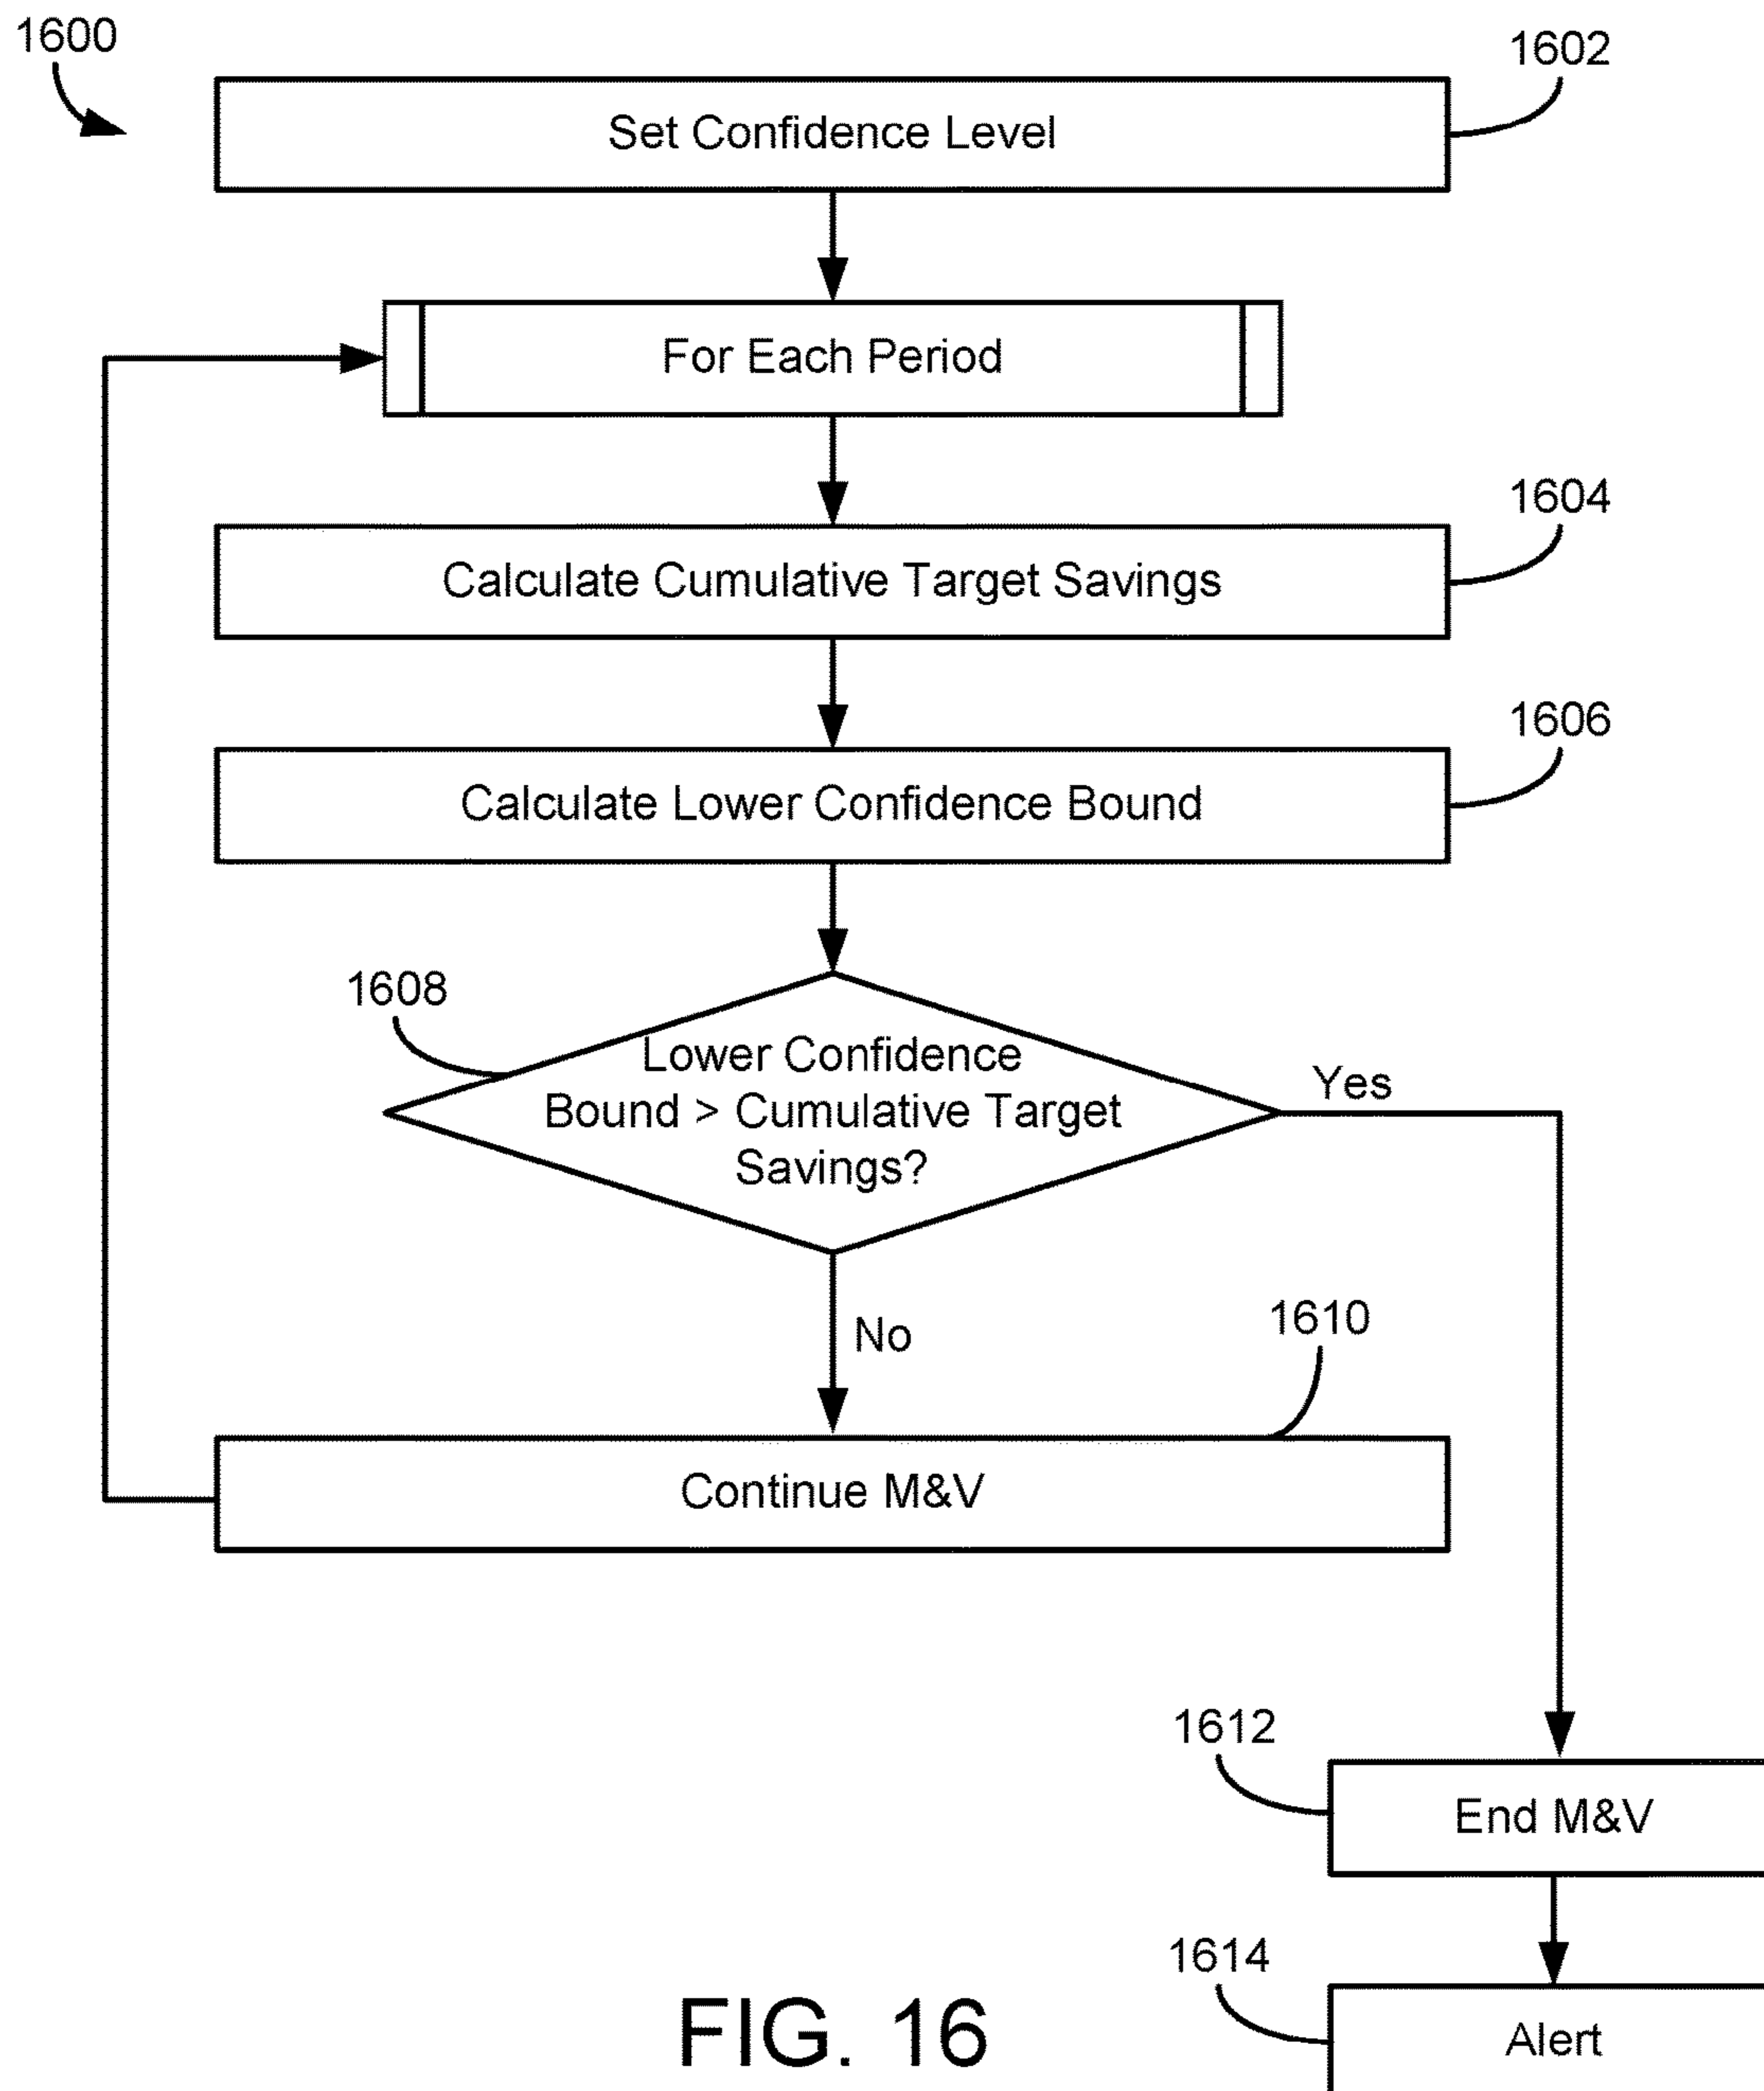 1600
1602
Set Confidence Level
For Each Period
1604
Calculate Cumulative Target Savings
1606
Calculate Lower Confidence Bound
1608
Lower Confidence
Bound > Cumulative Target
Savings?
Yes
No
1610
Continue M&V
1612
End M&V
1614
Alert
FIG. 16